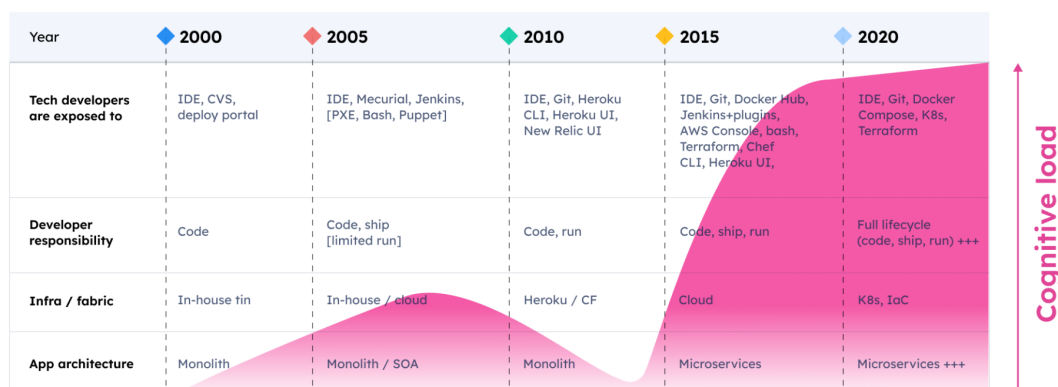 Year 2000 2005 2010 2015 2020
Tech developers
are exposed to
IDE, CVS,
deploy portal
IDE, Mecurial, Jenkins,
[PXE, Bash, Puppet]
IDE, Git, Heroku
CLI, Heroku UI,
New Relic UI
IDE, Git, Docker Hub,
Jenkins+plugins,
AWS Console, bash,
Terraform, Chef
CLI, Heroku UI,
IDE, Git, Docker
Compose, K8s,
Terraform
Developer
responsibility
Code
Code, ship
[limited run]
Code, run
Code, ship, run
Full lifecycle
(code, ship, run) +++
Infra / fabric
In-house tin
In-house / cloud
Heroku / CF
Cloud
K8s, IaC
App architecture
Monolith
Monolith / SOA
Monolith
Microservices
Microservices +++
Cognitive load